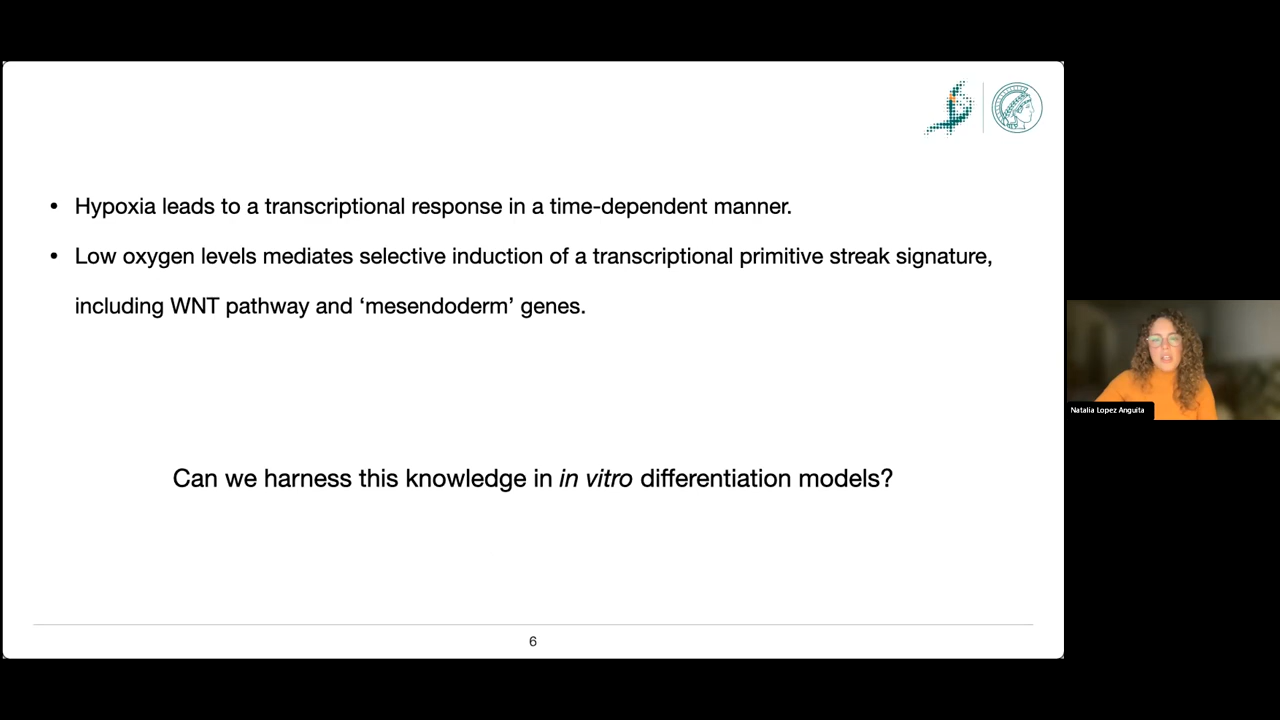 • Hypoxia leads to a transcriptional response in a time-dependent manner.
• Low oxygen levels mediates selective induction of a transcriptional primitive streak signature,
including WNT pathway and ‘mesendoderm’ genes.
Can we harness this knowledge in in vitro differentiation models?
6
Natalia Lopez Anguita